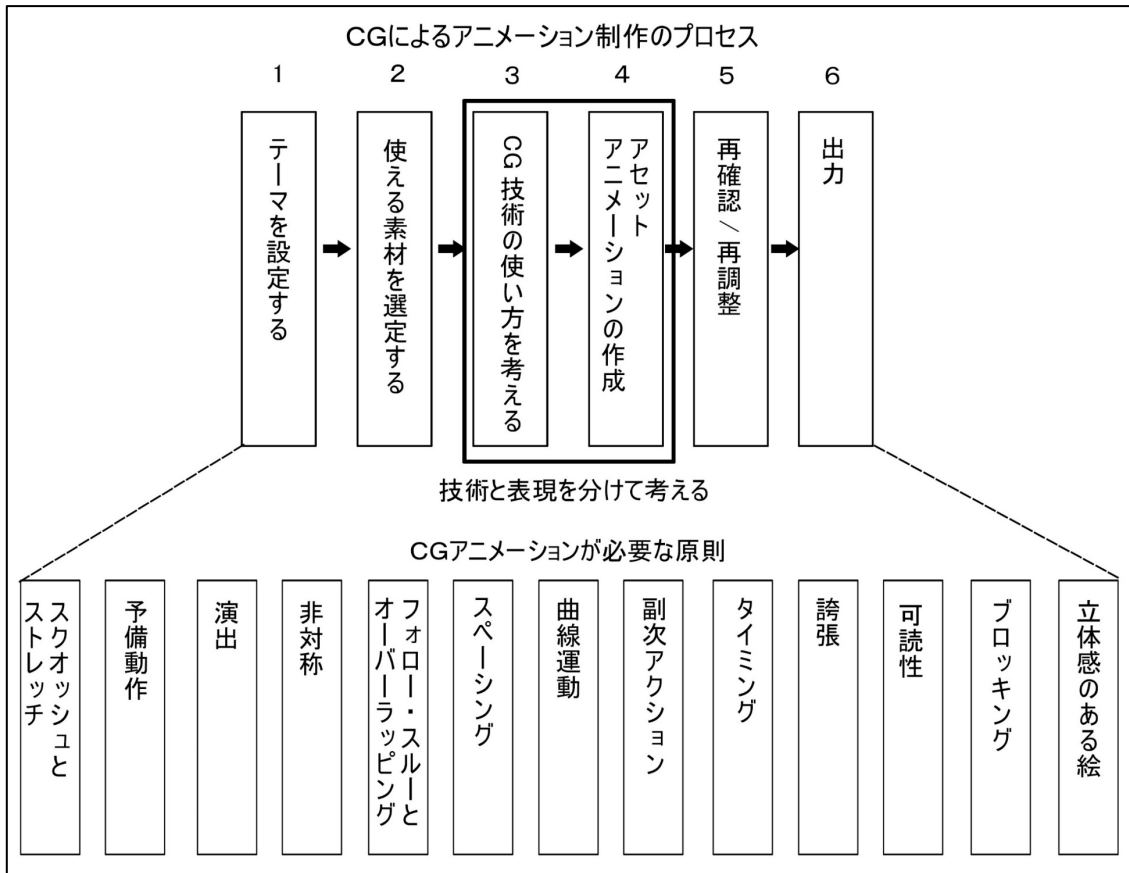 CGによるアニメーション制作のプロセス
1 2 3 4 5 6
テーマを設定する
使える素材を選定する
CG 技術の使い方を考える
アセット
アニメーションの作成
再確認／再調整
出力
技術と表現を分けて考える
CGアニメーションが必要な原則
スクオッシュと
ストレッチ
予備動作
演出
非対称
フォロー・スルーと
オーバーラッピング
スペーシング
曲線運動
副次アクション
タイミング
誇張
可読性
ブロッキング
立体感のある絵